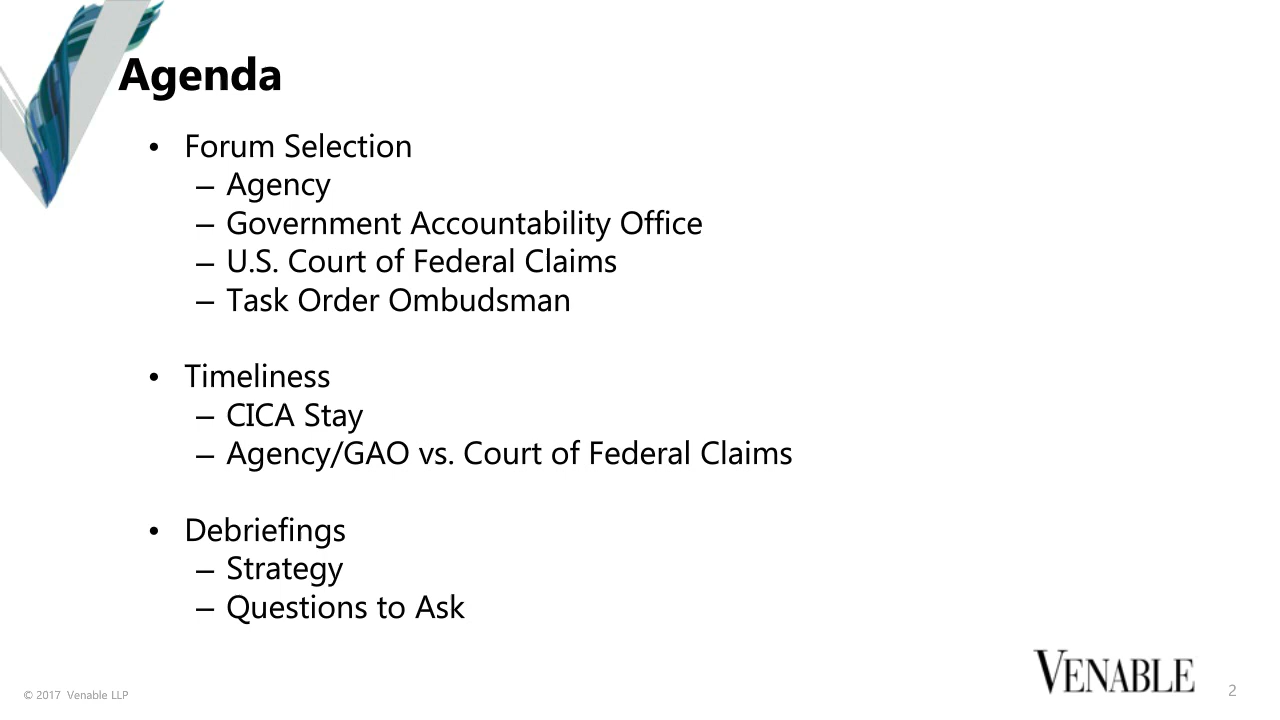 Agenda
• Forum Selection
– Agency
– Government Accountability Office
– U.S. Court of Federal Claims
– Task Order Ombudsman
• Timeliness
– CICA Stay
– Agency/GAO vs. Court of Federal Claims
• Debriefings
– Strategy
– Questions to Ask
© 2017 Venable LLP
VENABLE
2